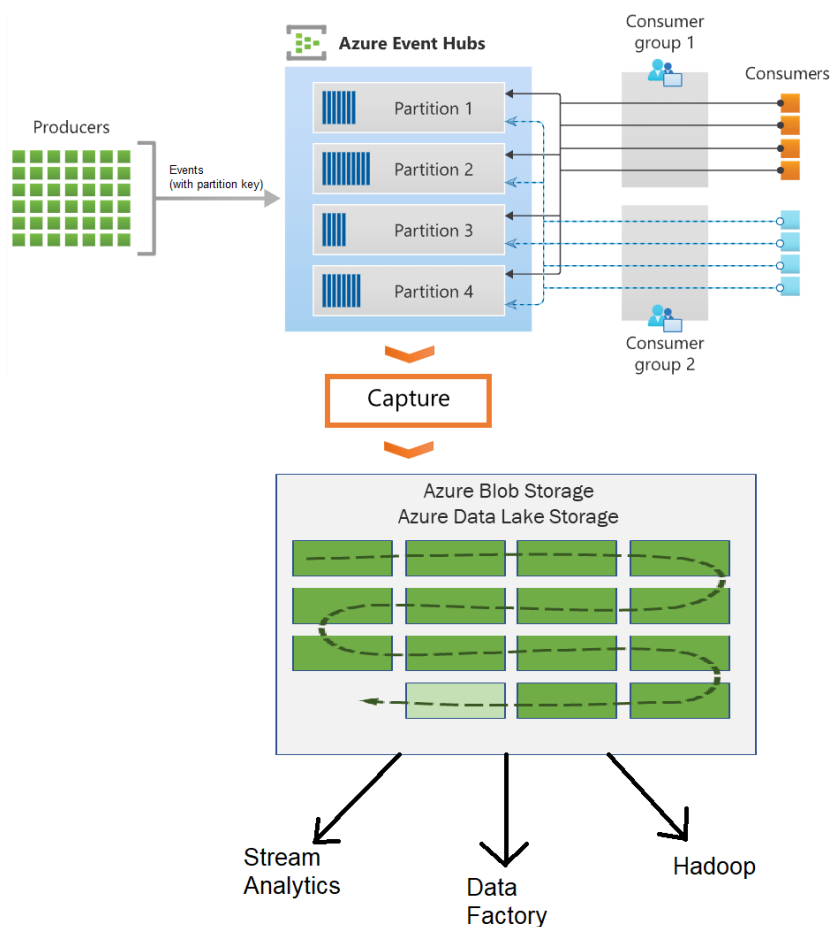 Azure Event Hubs
Consumer
group 1
Consumers
Producers
Events
(with partition key)
Partition 1
Partition 2
Partition 3
Partition 4
Consumer
group 2
Capture
Azure Blob Storage
Azure Data Lake Storage
Stream
Analytics
Data
Factory
Hadoop